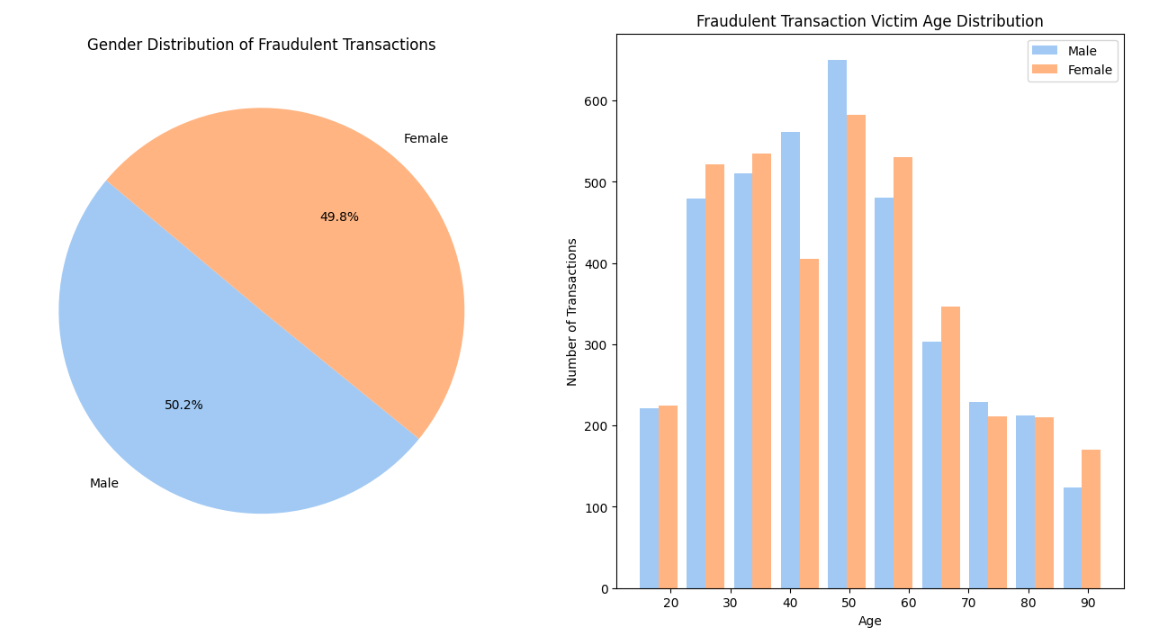 Gender Distribution of Fraudulent Transactions
Female
49.8%
50.2%
Male
Fraudulent Transaction Victim Age Distribution
Male
Female
Number of Transactions
600
500
400
300
200
100
0
20 30 40 50 60 70 80 90
Age